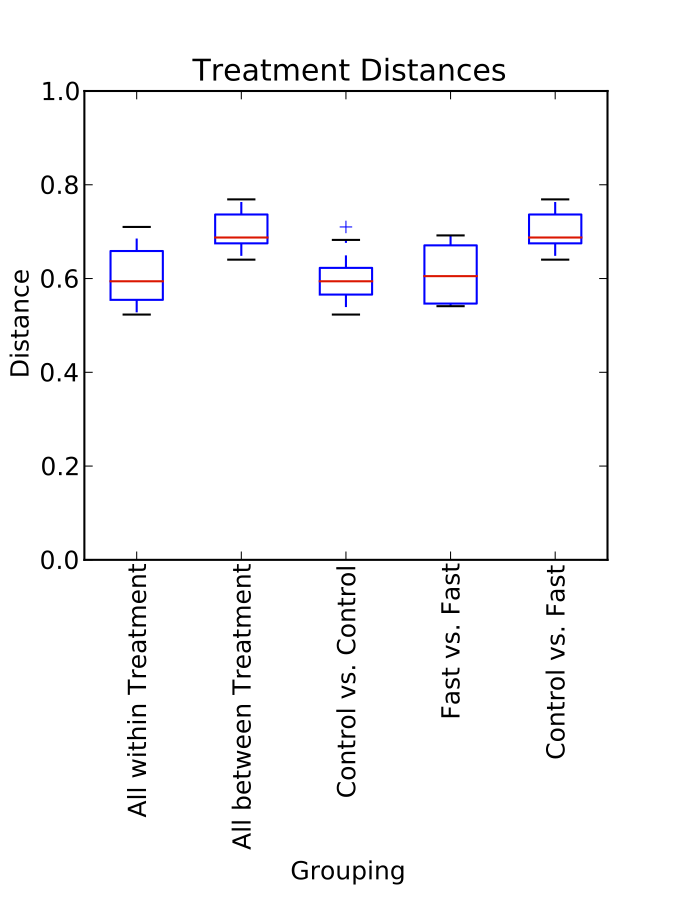 Treatment Distances
1.0
0.8
0.6
0.4
0.2
0.0
Distance
All within Treatment
All between Treatment
Control vs. Control
Fast vs. Fast
Control vs. Fast
Grouping